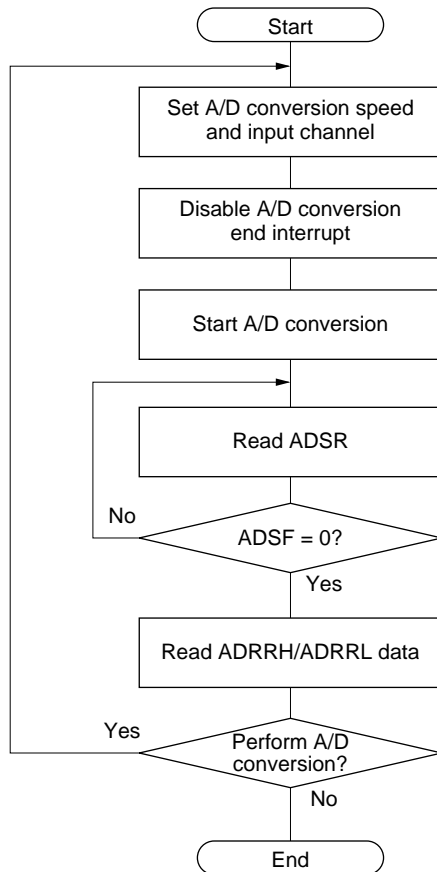 Start
Set A/D conversion speed
and input channel
Disable A/D conversion
end interrupt
Start A/D conversion
Read ADSR
No
ADSF = 0?
Yes
Read ADRRH/ADRRL data
Yes
Perform A/D
conversion?
No
End